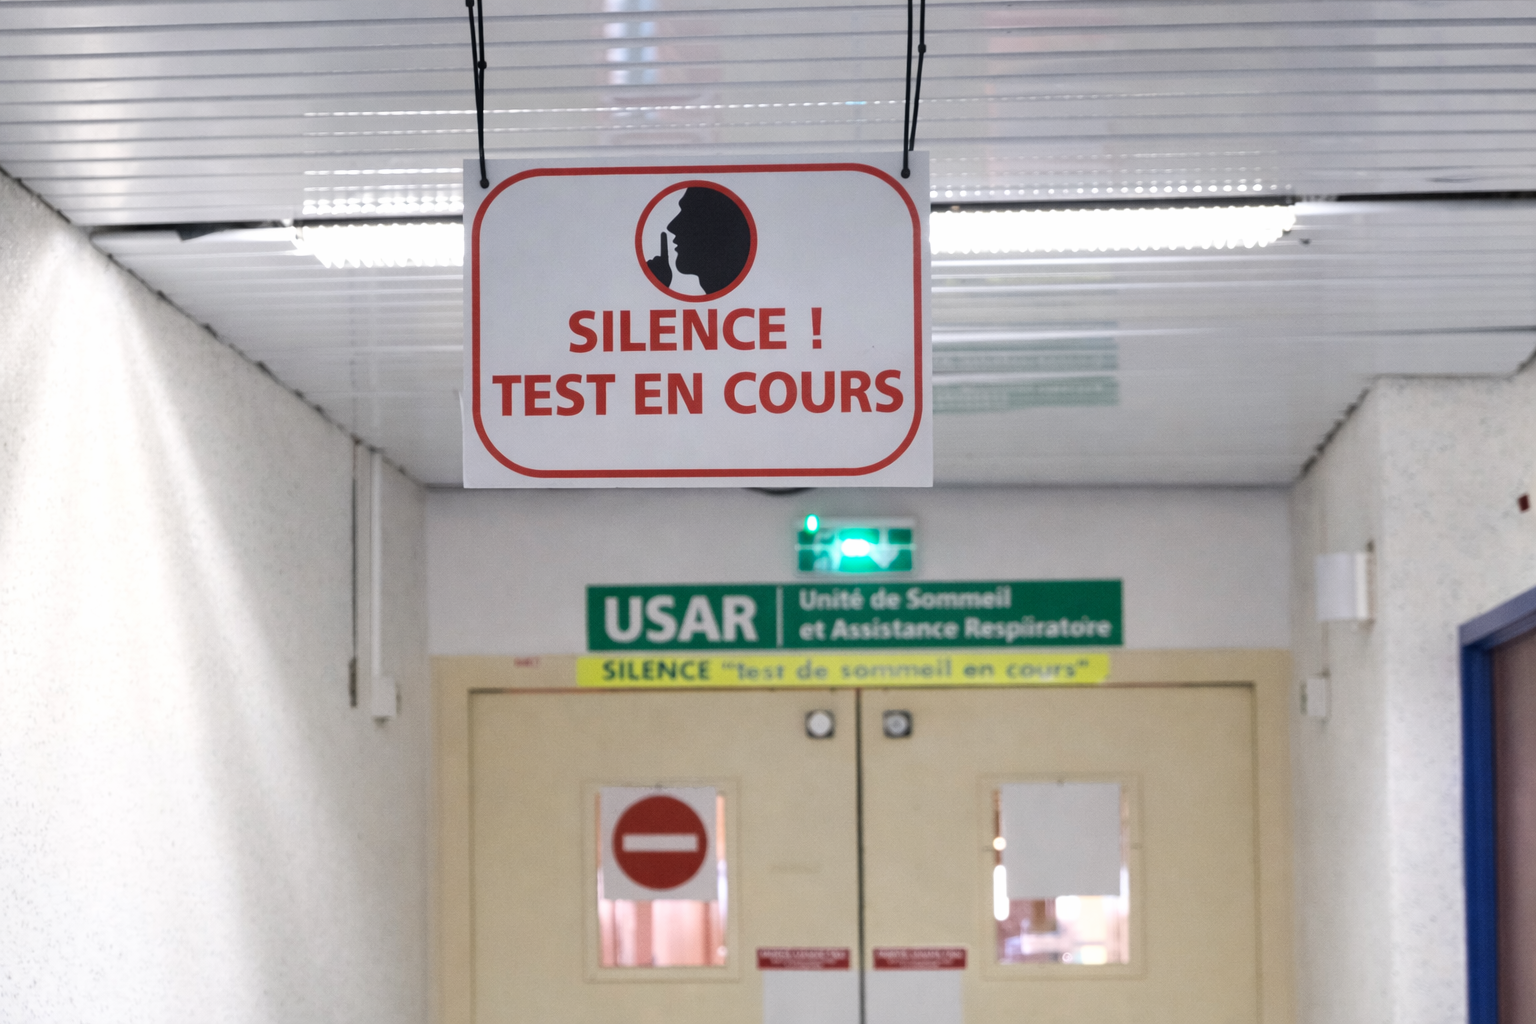 SILENCE !
TEST EN COURS
USAR
Unité de Sommeil
et Assistance Respiratoire
SILENCE "Test de sommeil en cours"